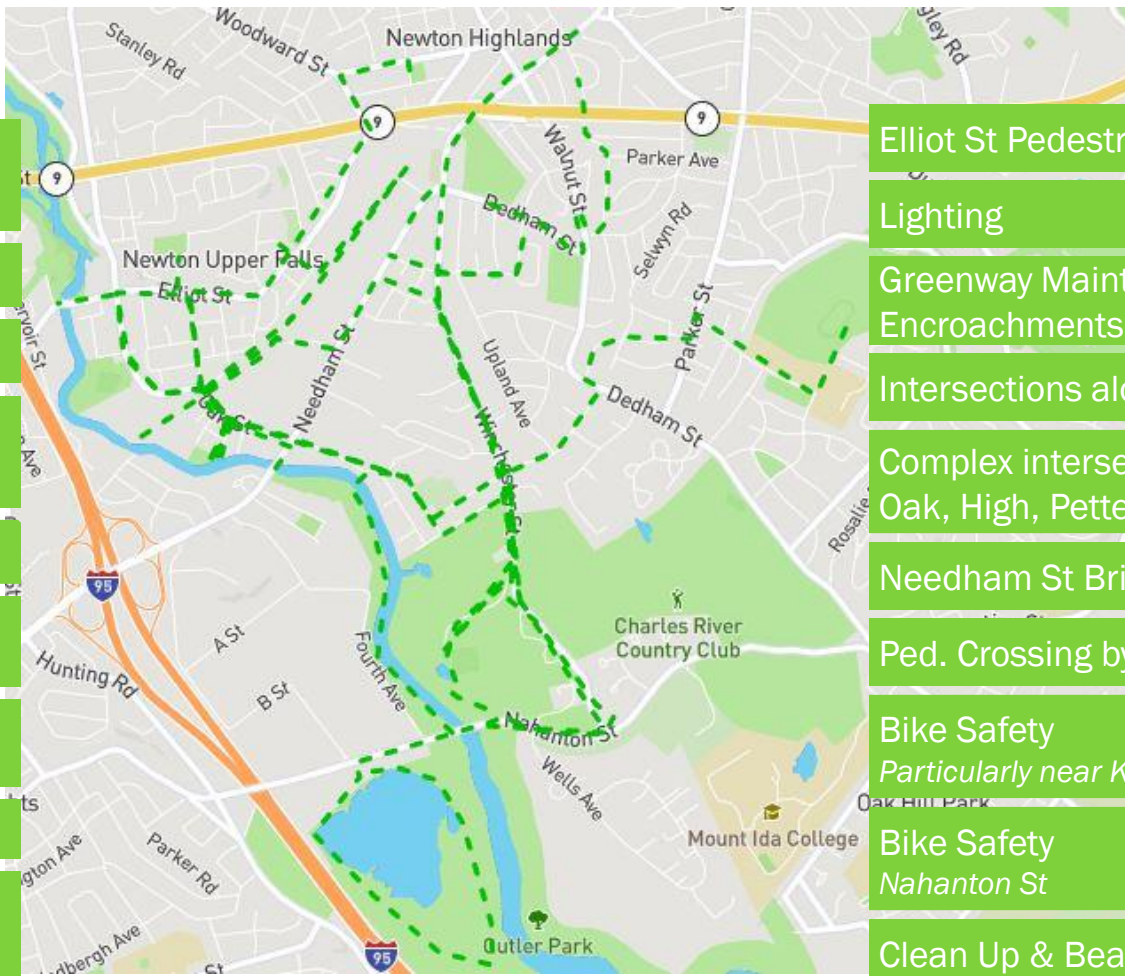 Woodward St
Stanley Rd
Newton Highlands
9
9
9
Parker Ave
Walnut St
Dedham St
Selwyn Rd
Newton Upper Falls
Elliot St
Parker St
Needham St
Upland Ave
Oak St
Dedham St
Winchester St
Rosalie
95
A St
Hunting Rd
B St
Fourth Ave
Charles River
Country Club
Nahanton St
Wells Ave
Oak Hill Park
Mount Ida College
Parker Rd
Cutler Park
95
St
Elliot St Pedestr
Lighting
Greenway Maint
Encroachments
Intersections alo
Complex interse
Oak, High, Pette
Needham St Bri
Ped. Crossing by
Bike Safety
Particularly near K
Bike Safety
Nahanton St
Clean Up & Bea